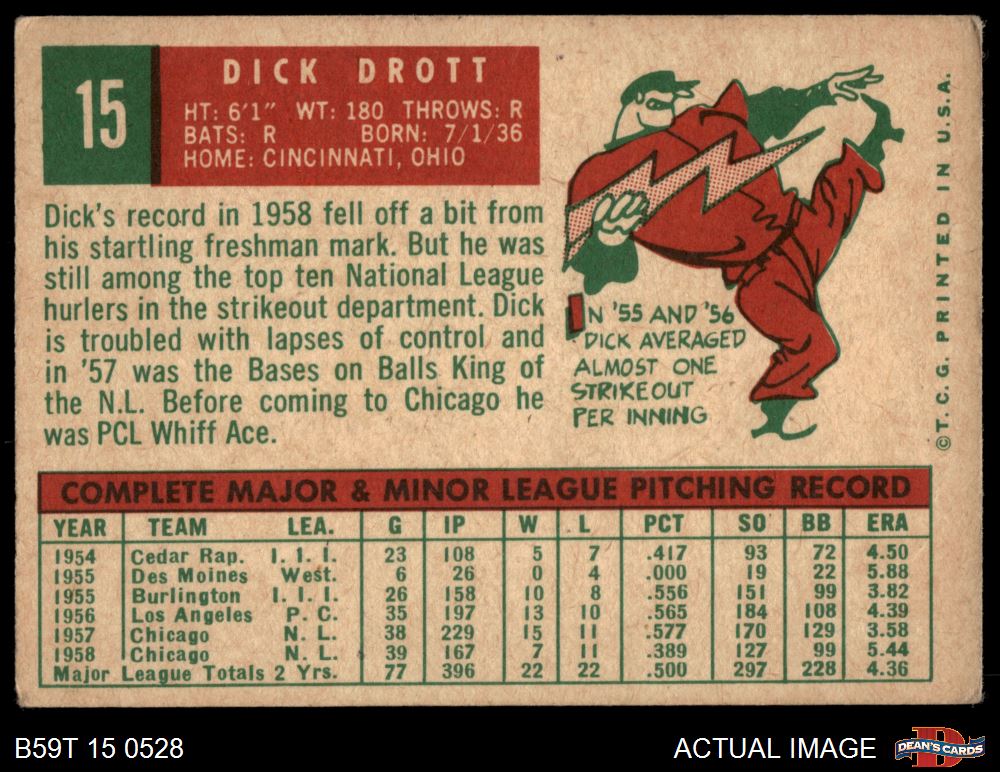 15
DICK DROTT
HT: 6'1" WT: 180 THROWS: R
BATS: R BORN: 7/1/36
HOME: CINCINNATI, OHIO
Dick's record in 1958 fell off a bit from
his startling freshman mark. But he was
still among the top ten National League
hurlers in the strikeout department. Dick
is troubled with lapses of control and
in '57 was the Bases on Balls King of
the N.L. Before coming to Chicago he
was PCL Whiff Ace.
IN '55 AND '56
DICK AVERAGED
ALMOST ONE
STRIKEOUT
PER INNING
©T. C. G. PRINTED IN U.S.A.
COMPLETE MAJOR & MINOR LEAGUE PITCHING RECORD
YEAR TEAM LEA. G IP W L PCT SO BB ERA
1954 Cedar Rap. I. I. I. 23 108 5 7 .417 93 72 4.50
1955 Des Moines West. 6 26 0 4 .000 19 22 5.88
1955 Burlington I. I. I. 26 158 10 8 .556 151 99 3.82
1956 Los Angeles P. C. 35 197 13 10 .565 184 108 4.39
1957 Chicago N. L. 38 229 15 11 .577 170 129 3.58
1958 Chicago N. L. 39 167 7 11 .389 127 99 5.44
Major League Totals 2 Yrs. 77 396 22 22 .500 297 228 4.36
B59T 15 0528
ACTUAL IMAGE
DEAN'S CARDS